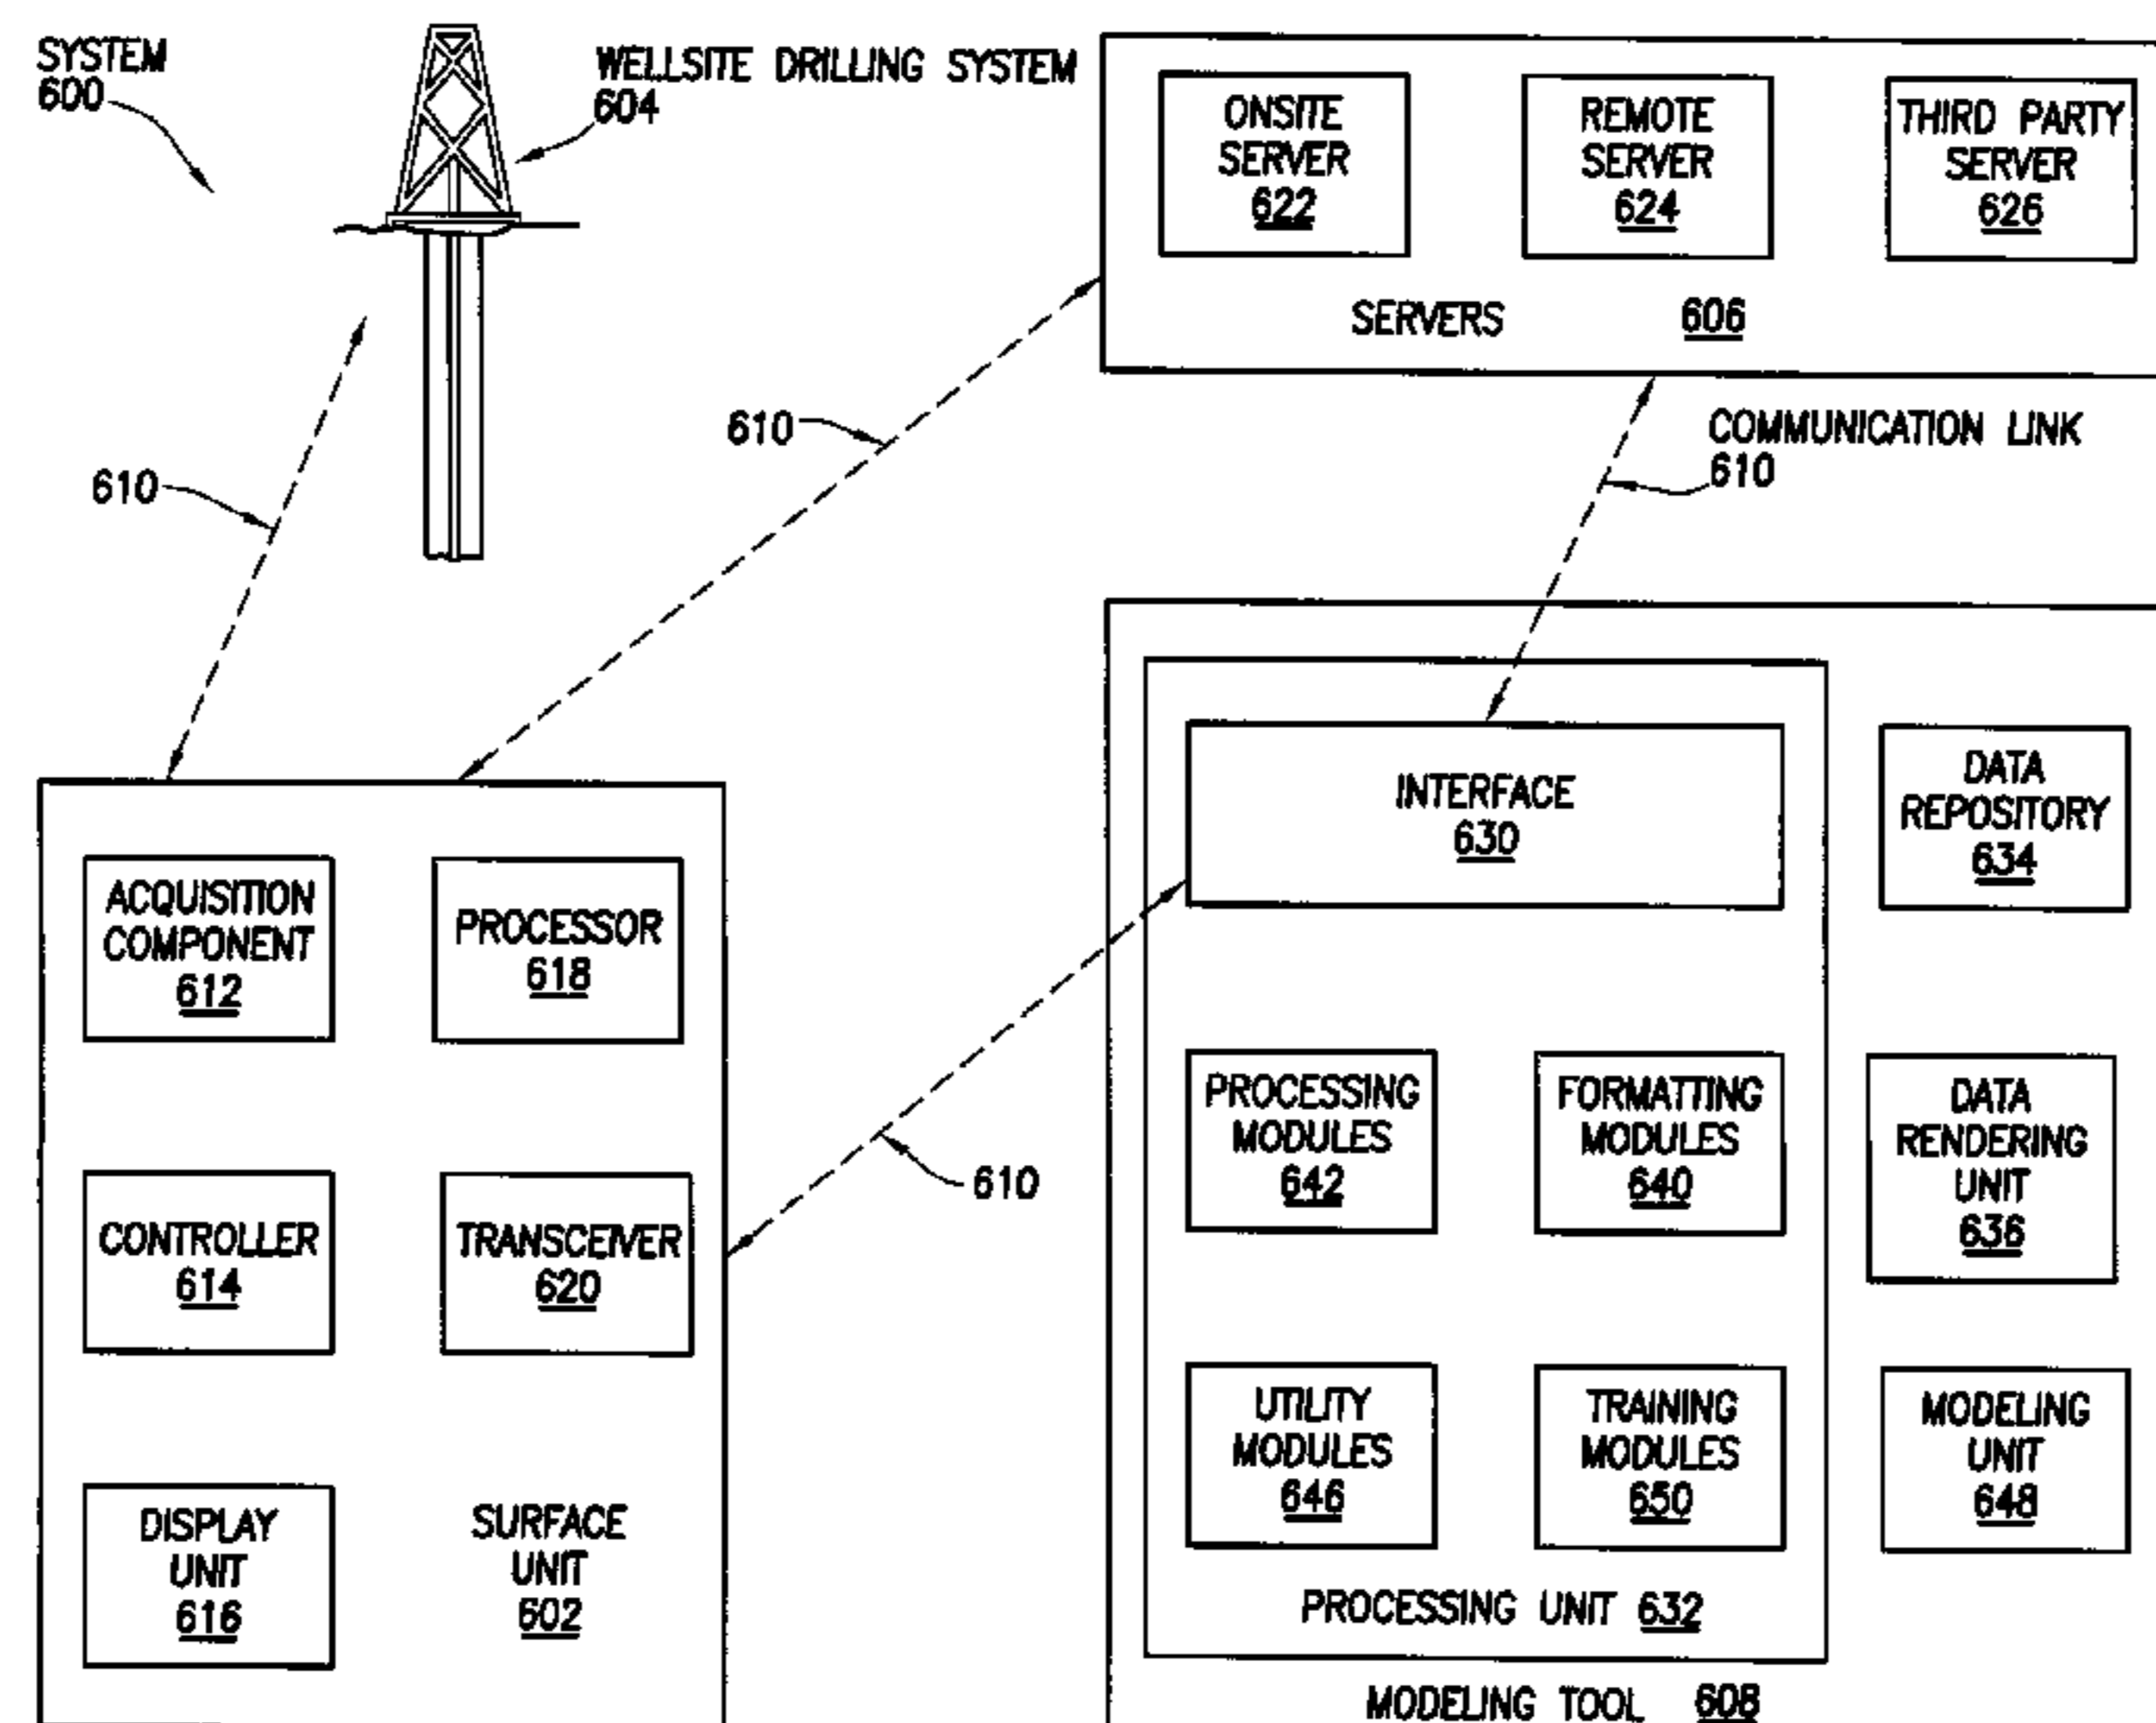 SYSTEM
600
WELLSITE DRILLING SYSTEM
604
ONSITE
SERVER
622
REMOTE
SERVER
624
THIRD PARTY
SERVER
626
SERVERS 606
610
610
COMMUNICATION LINK
610
INTERFACE
630
DATA
REPOSITORY
634
ACQUISITION
COMPONENT
612
PROCESSOR
618
PROCESSING
MODULES
642
FORMATTING
MODULES
640
DATA
RENDERING
UNIT
636
610
CONTROLLER
614
TRANSCEIVER
620
UTILITY
MODULES
646
TRAINING
MODULES
650
MODELING
UNIT
648
DISPLAY
UNIT
616
SURFACE
UNIT
602
PROCESSING UNIT 632
MODELING TOOL 608